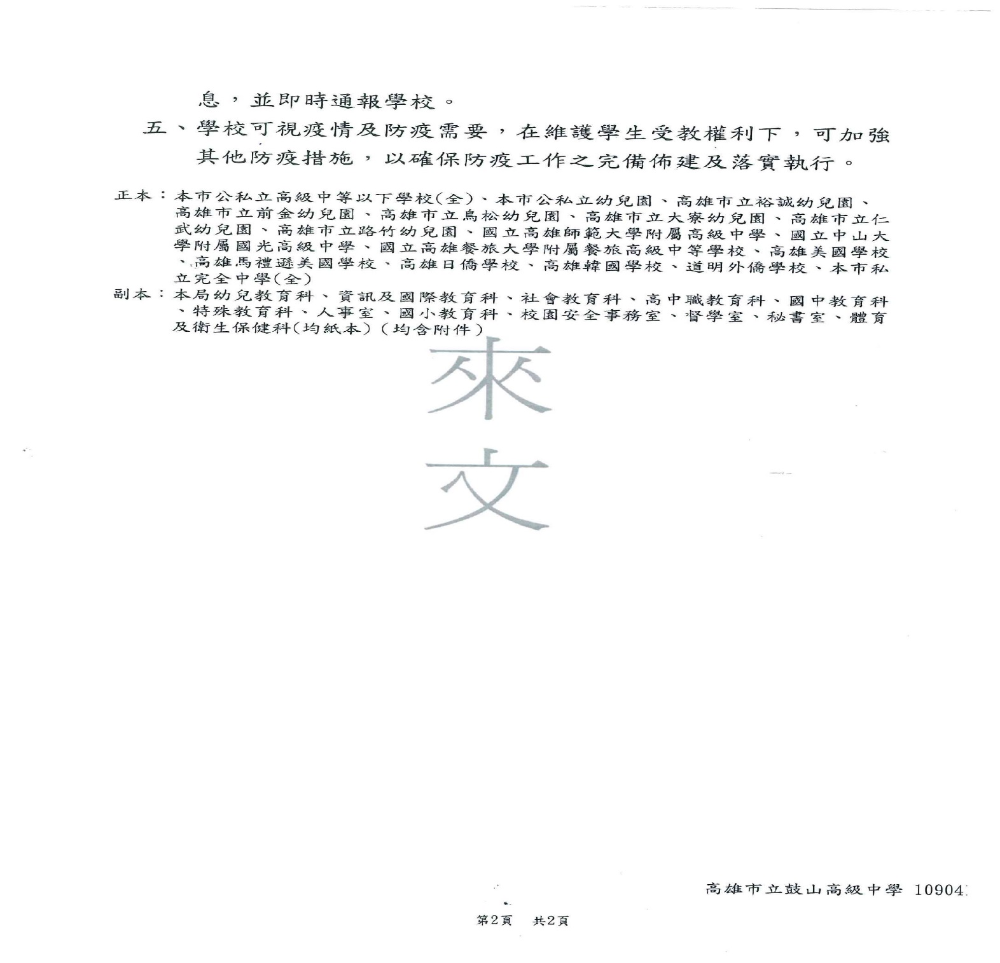 息，並即時通報學校。
五、學校可視疫情及防疫需要，在維護學生受教權利下，可加強
其他防疫措施，以確保防疫工作之完備佈建及落實執行。
正本：本市公私立高級中等以下學校(全)、本市公私立幼兒園、高雄市立裕誠幼兒園、
高雄市立前金幼兒園、高雄市立鳥松幼兒園、高雄市立大寮幼兒園、高雄市立仁
武幼兒園、高雄市立路竹幼兒園、國立高雄師範大學附屬高級中學、國立中山大
學附屬國光高級中學、國立高雄餐旅大學附屬餐旅高級中等學校、高雄美國學校
、高雄馬禮遜美國學校、高雄日僑學校、高雄韓國學校、道明外僑學校、本市私
立完全中學(全)
副本：本局幼兒教育科、資訊及國際教育科、社會教育科、高中職教育科、國中教育科
、特殊教育科、人事室、國小教育科、校園安全事務室、督學室、秘書室、體育
及衛生保健科(均紙本)(均含附件)
來
文
高雄市立鼓山高級中學 10904
第2頁 共2頁